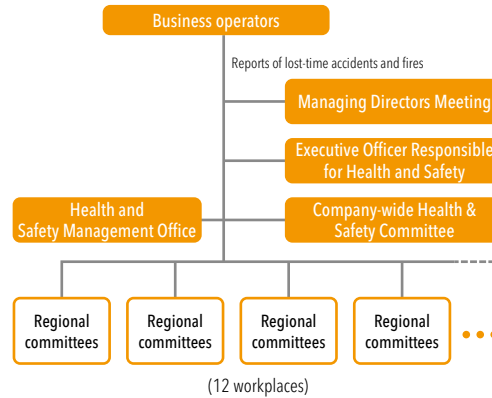 Business operators
Reports of lost-time accidents and fires
Managing Directors Meeting
Executive Officer Responsible
for Health and Safety
Health and
Safety Management Office
Company-wide Health &
Safety Committee
Regional
committees
Regional
committees
Regional
committees
Regional
committees
(12 workplaces)